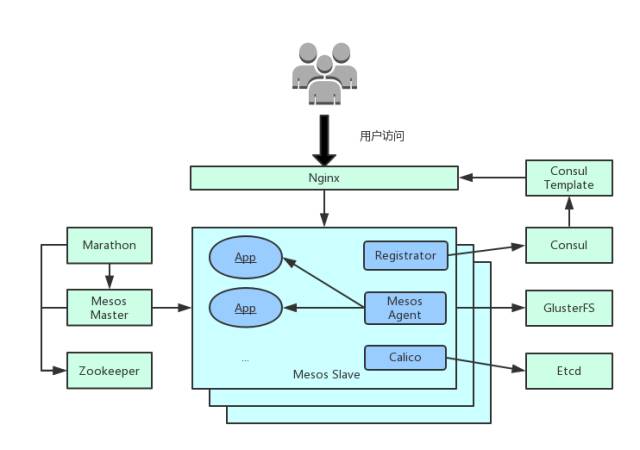 用户访问
Nginx
Consul
Template
Marathon
App
Registrator
Consul
Mesos
Master
App
Mesos
Agent
GlusterFS
Zookeeper
...
Calico
Etcd
Mesos Slave